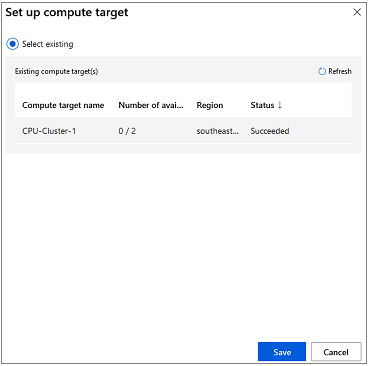 Set up compute target
Select existing
Existing compute target(s)
Refresh
Compute target name Number of avai... Region Status ↓
CPU-Cluster-1 0 / 2 southeast... Succeeded
Save Cancel